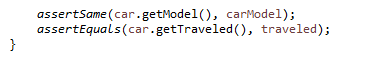 assertSame(car.getModel(), carModel);
assertEquals(car.getTraveled(), traveled);
}